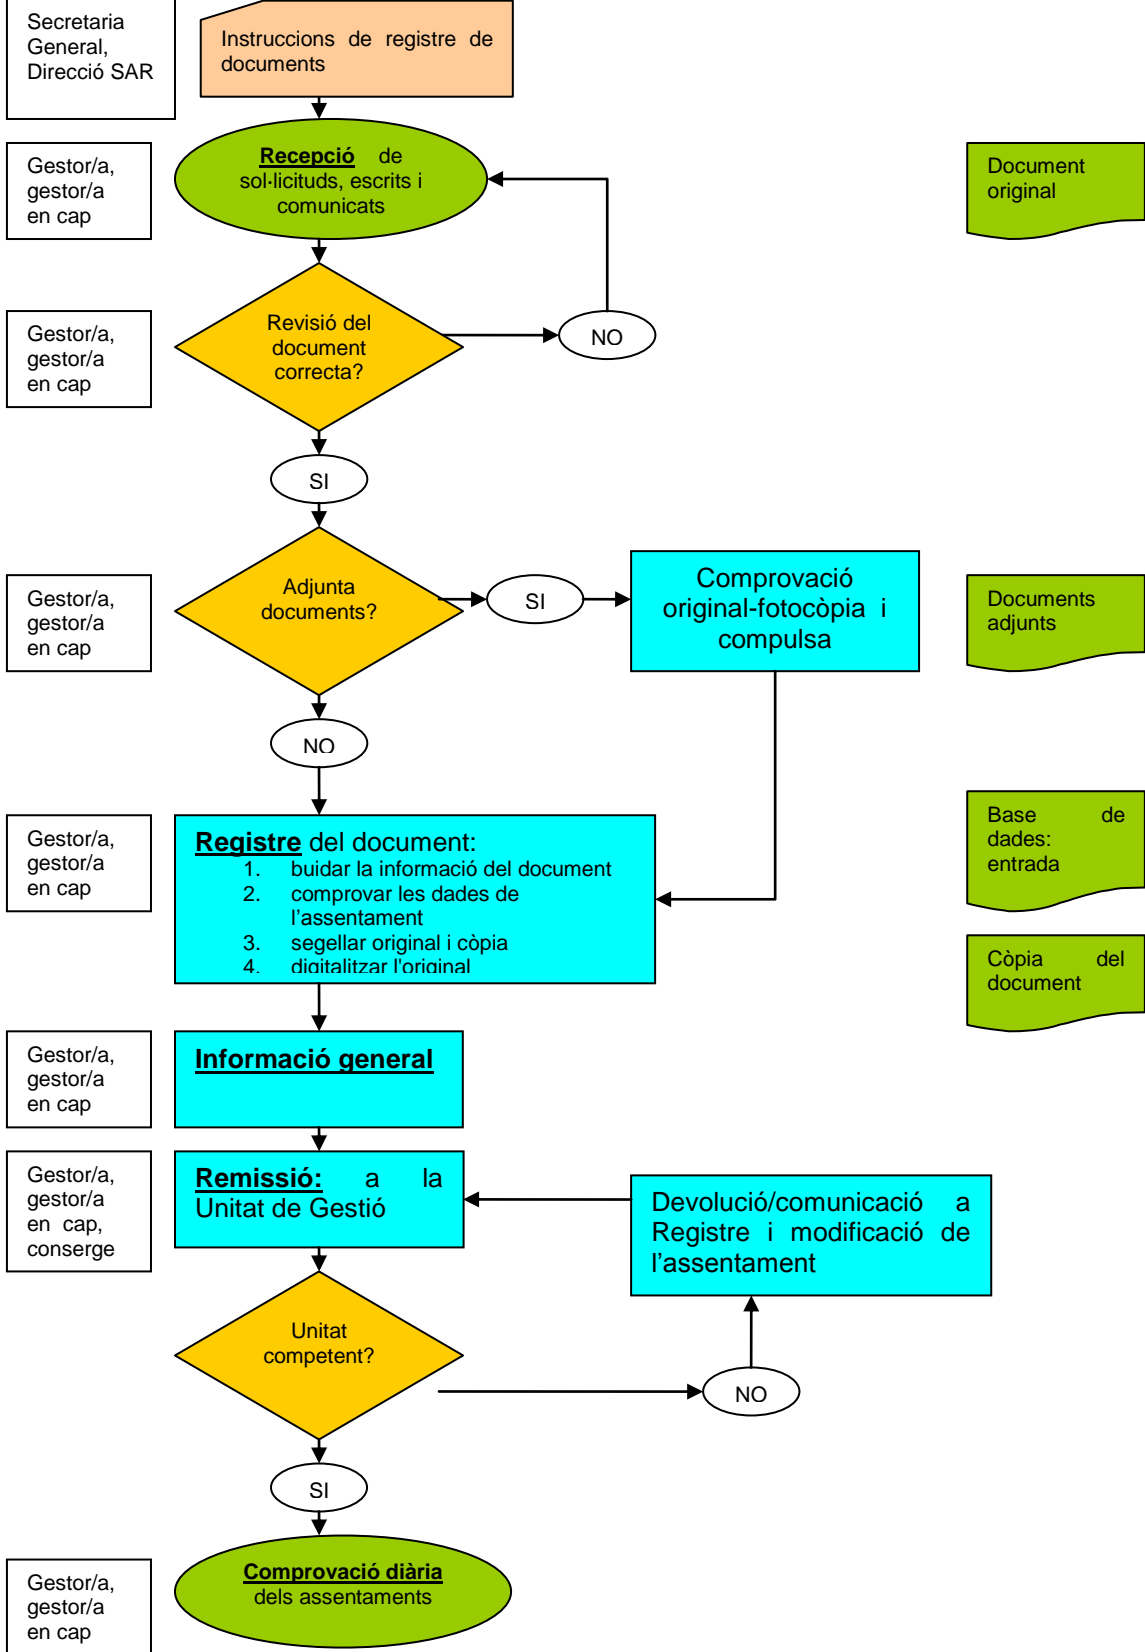 Secretaria
General,
Direcció SAR
Instruccions de registre de
documents
Gestor/a,
gestor/a
en cap
Recepció de
sol·licituds, escrits i
comunicats
Document
original
Gestor/a,
gestor/a
en cap
Revisió del
document
correcta?
NO
SI
Gestor/a,
gestor/a
en cap
Adjunta
documents?
SI
Comprovació
original-fotocòpia i
compulsa
Documents
adjunts
NO
Gestor/a,
gestor/a
en cap
Registre del document:
1. buidar la informació del document
2. comprovar les dades de
l'assentament
3. segellar original i còpia
4. digitalitzar l'original
Base de
dades:
entrada
Còpia del
document
Gestor/a,
gestor/a
en cap
Informació general
Gestor/a,
gestor/a
en cap,
conserge
Remissió: a la
Unitat de Gestió
Devolució/comunicació a
Registre i modificació de
l'assentament
Unitat
competent?
NO
SI
Gestor/a,
gestor/a
en cap
Comprovació diària
dels assentaments